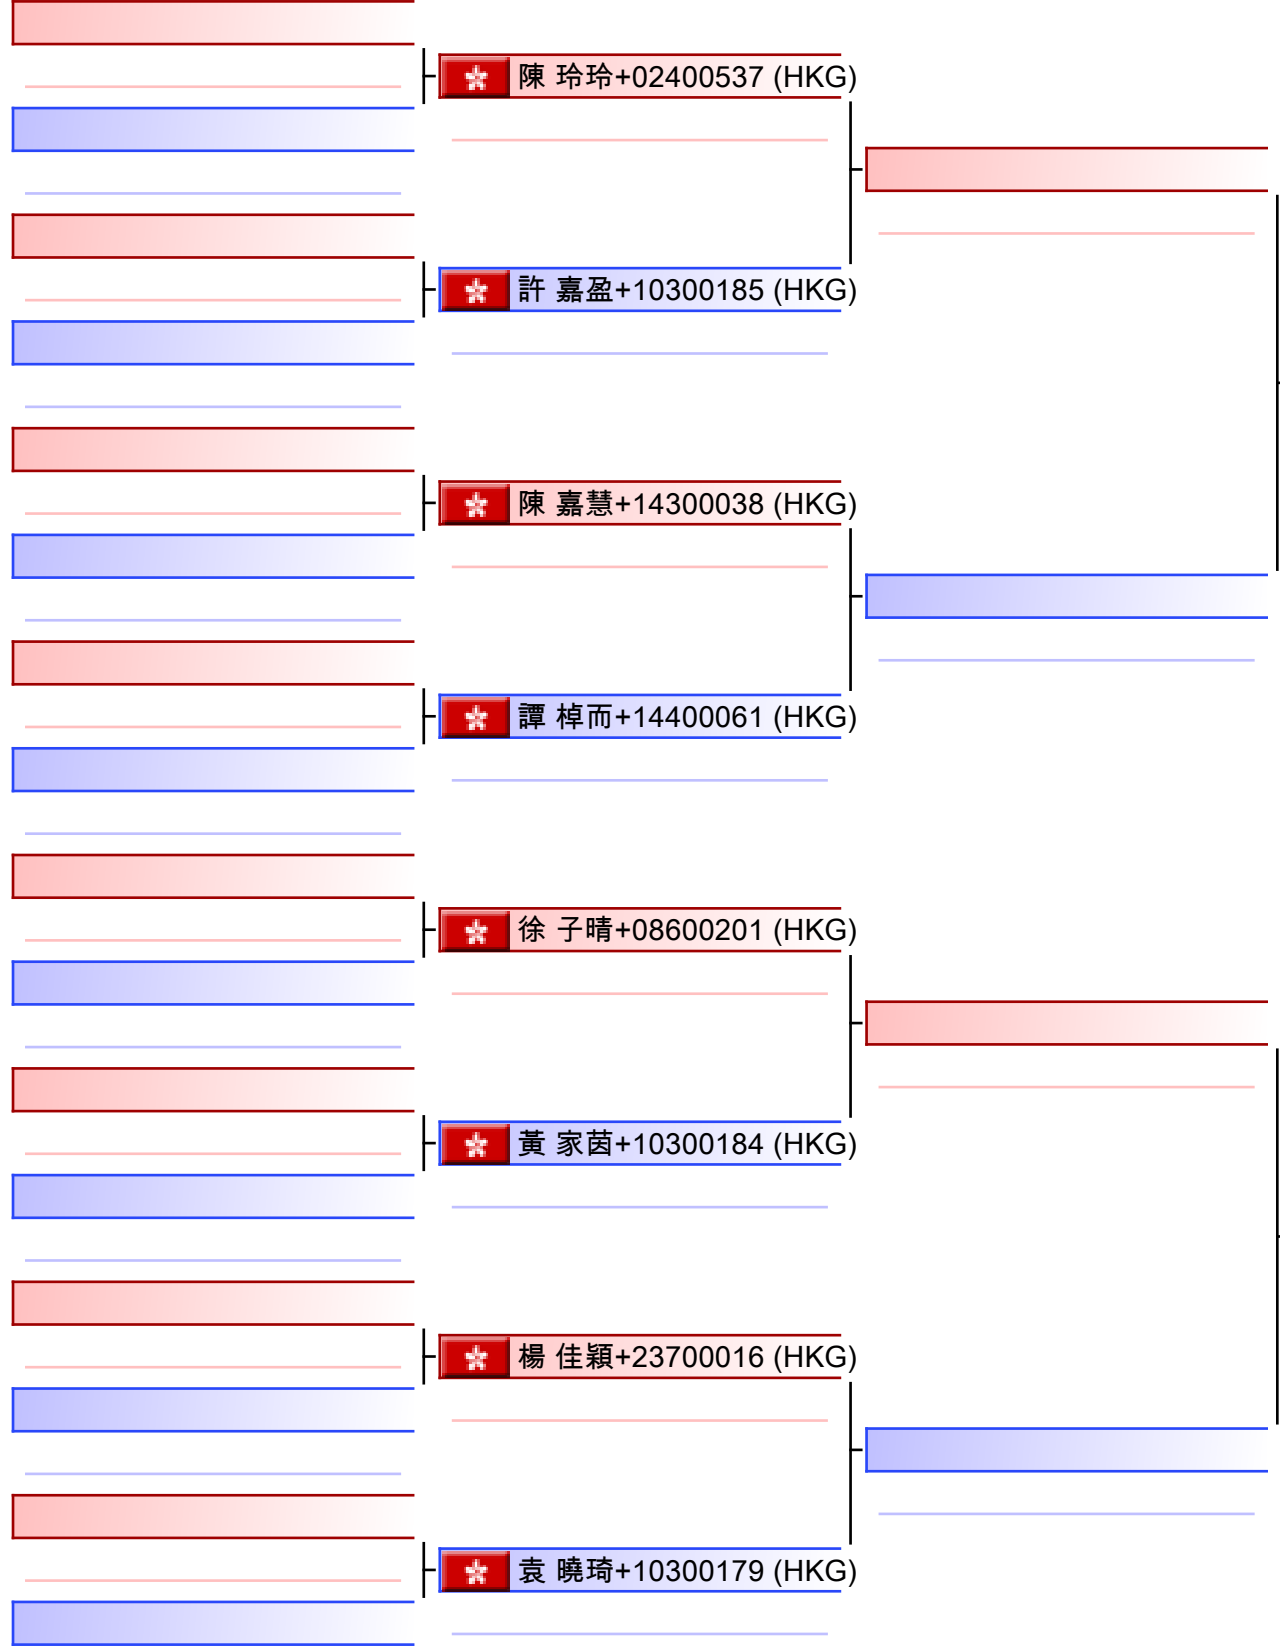 陳 玲玲+02400537 (HKG)
許 嘉盈+10300185 (HKG)
陳 嘉慧+14300038 (HKG)
譚 棹而+14400061 (HKG)
徐 子晴+08600201 (HKG)
黃 家茵+10300184 (HKG)
楊 佳穎+23700016 (HKG)
袁 曉琦+10300179 (HKG)